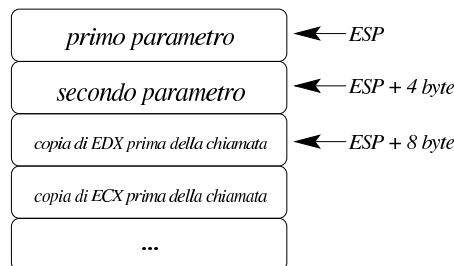 primo parametro
ESP
secondo parametro
ESP + 4 byte
copia di EDX prima della chiamata
ESP + 8 byte
copia di ECX prima della chiamata
...